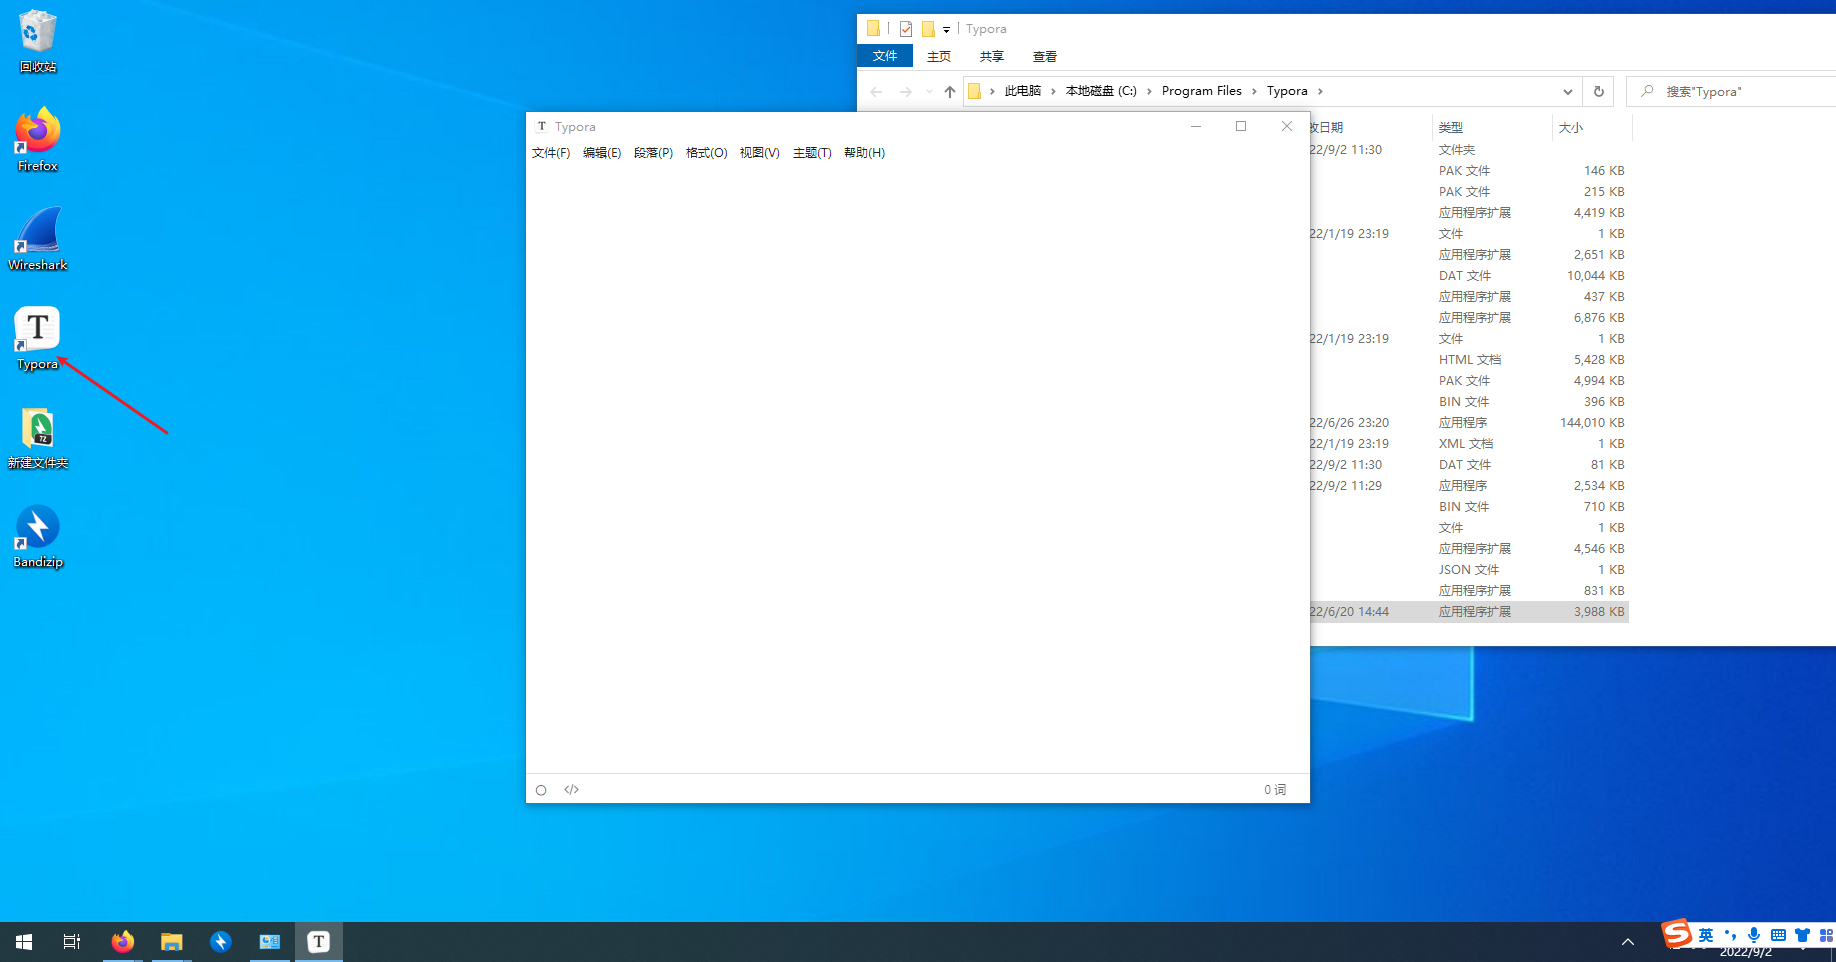 回收站
Firefox
Wireshark
Typora
新建文件夹
Bandizip
Typora
文件 主页 共享 查看
此电脑 本地磁盘 (C:) Program Files Typora
搜索"Typora"
类型 大小
22/9/2 11:30 文件夹
PAK 文件 146 KB
PAK 文件 215 KB
应用程序扩展 4,419 KB
22/1/19 23:19 文件 1 KB
应用程序扩展 2,651 KB
DAT 文件 10,044 KB
应用程序扩展 437 KB
应用程序扩展 6,876 KB
22/1/19 23:19 文件 1 KB
HTML 文档 5,428 KB
PAK 文件 4,994 KB
BIN 文件 396 KB
22/6/26 23:20 应用程序 144,010 KB
22/1/19 23:19 XML 文档 1 KB
22/9/2 11:30 DAT 文件 81 KB
22/9/2 11:29 应用程序 2,534 KB
BIN 文件 710 KB
文件 1 KB
应用程序扩展 4,546 KB
JSON 文件 1 KB
应用程序扩展 831 KB
22/6/20 14:44 应用程序扩展 3,988 KB
T Typora
文件(F) 编辑(E) 段落(P) 格式(O) 视图(V) 主题(T) 帮助(H)
</> 0 词
T
S 英
2022/9/2